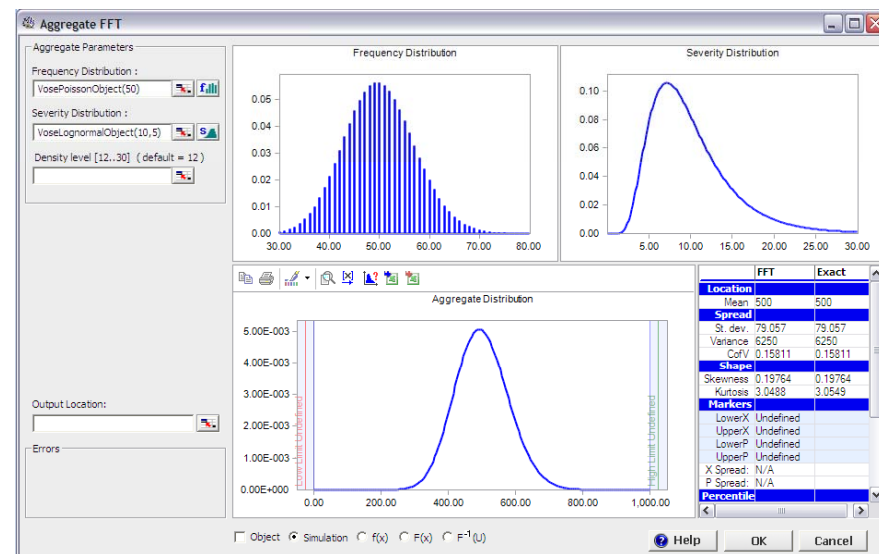 Aggregate FFT
Aggregate Parameters
Frequency Distribution :
VosePoissonObject(50)
Severity Distribution :
VoseLognormalObject(10,5)
Density level [12..30] ( default = 12 )
Output Location:
Errors
Frequency Distribution
0.05
0.04
0.03
0.02
0.01
0.00
30.00 40.00 50.00 60.00 70.00 80.00
Severity Distribution
0.10
0.08
0.06
0.04
0.02
0.00
5.00 10.00 15.00 20.00 25.00 30.00
Aggregate Distribution
5.00E-003
4.00E-003
3.00E-003
2.00E-003
1.00E-003
0.00E+000
Low Limit Undefined
High Limit Undefined
0.00 200.00 400.00 600.00 800.00 1,000.00
FFT Exact
Location
Mean 500 500
Spread
St. dev. 79.057 79.057
Variance 6250 6250
CofV 0.15811 0.15811
Shape
Skewness 0.19764 0.19764
Kurtosis 3.0488 3.0549
Markers
LowerX Undefined
UpperX Undefined
LowerP Undefined
UpperP Undefined
X Spread: N/A
P Spread: N/A
Percentile
Object Simulation f(x) F(x) F-1(U)
Help OK Cancel